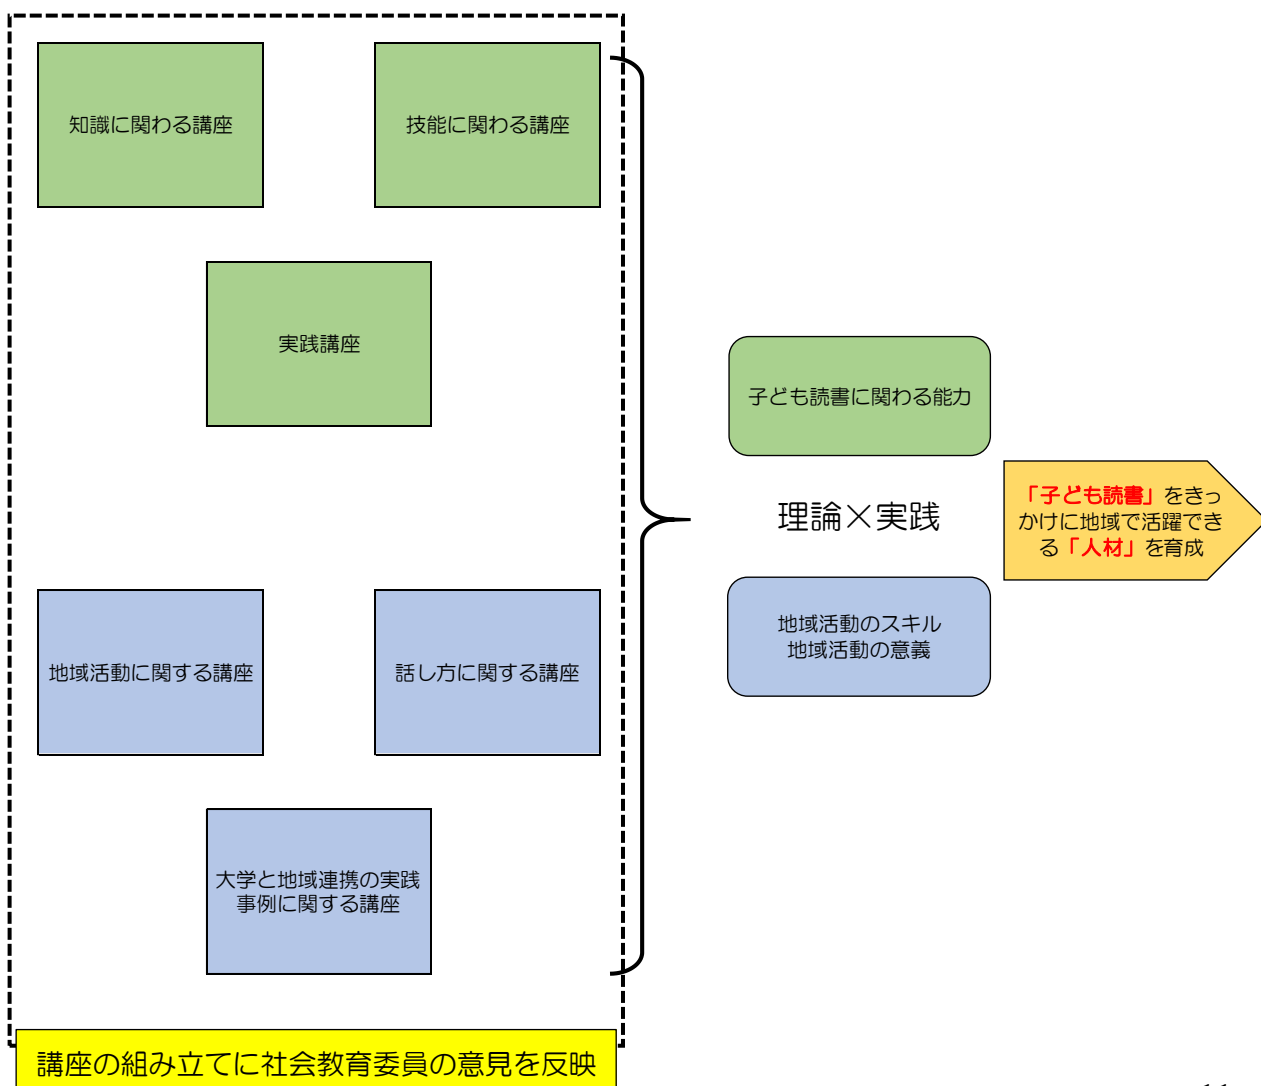 知識に関わる講座
技能に関わる講座
実践講座
地域活動に関する講座
話し方に関する講座
大学と地域連携の実践
事例に関する講座
講座の組み立てに社会教育委員の意見を反映
子ども読書に関わる能力
理論×実践
地域活動のスキル
地域活動の意義
「子ども読書」をきっ
かけに地域で活躍でき
る「人材」を育成